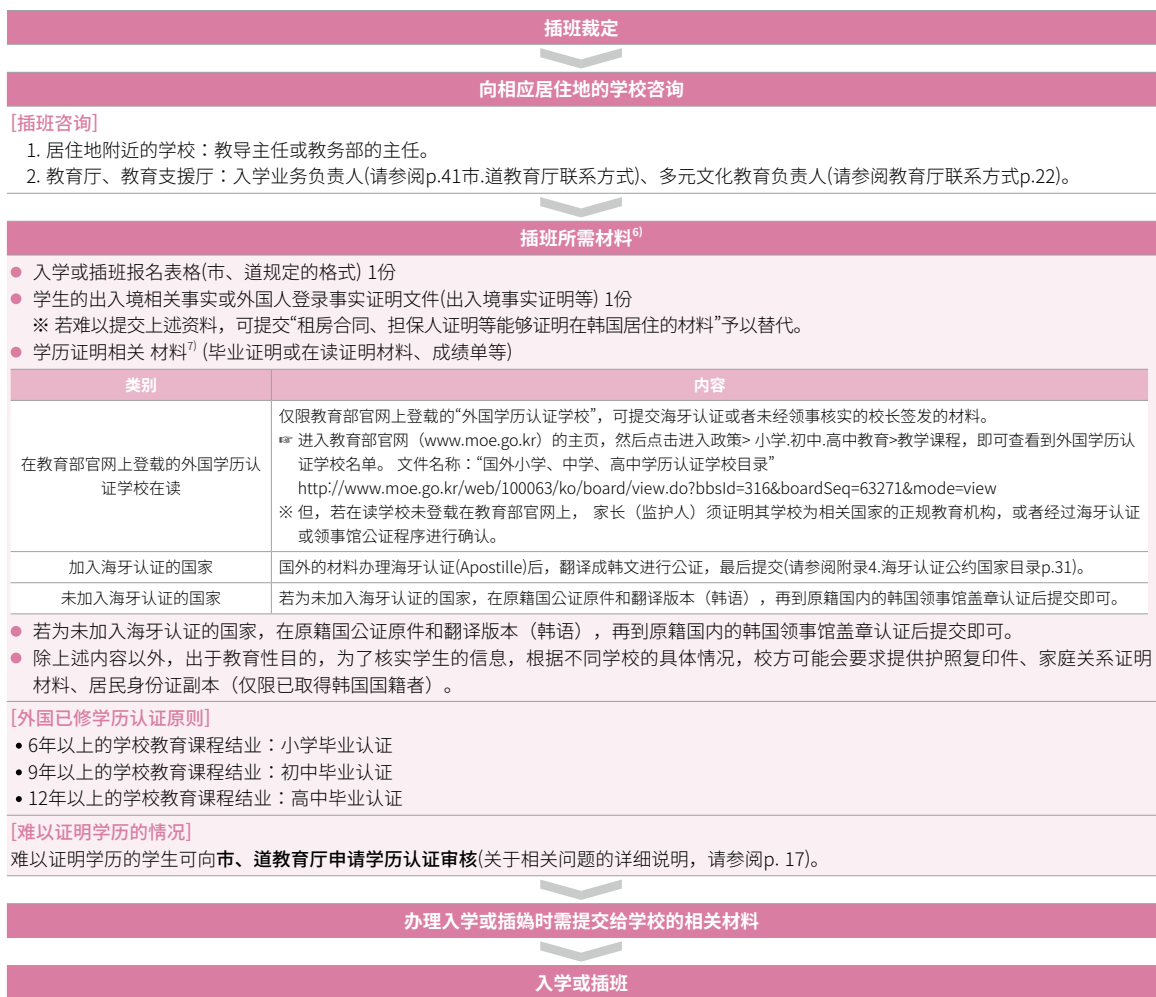 插班裁定
向相应居住地的学校咨询
[插班咨询]
1. 居住地附近的学校：教导主任或教务部的主任。
2. 教育厅、教育支援厅：入学业务负责人(请参阅p.41市.道教育厅联系方式)、多元文化教育负责人(请参阅教育厅联系方式p.22)。
插班所需材料6)
● 入学或插班报名表格(市、道规定的格式) 1份
● 学生的出入境相关事实或外国人登录事实证明文件(出入境事实证明等) 1份
※ 若难以提交上述资料，可提交“租房合同、担保人证明等能够证明在韩国居住的材料”予以替代。
● 学历证明相关 材料7) (毕业证明或在读证明材料、成绩单等)
类别 内容
在教育部官网上登载的外国学历认
证学校在读
仅限教育部官网上登载的“外国学历认证学校”，可提交海牙认证或者未经领事核实的校长签发的材料。
☞ 进入教育部官网（www.moe.go.kr）的主页，然后点击进入政策> 小学.初中.高中教育>教学课程，即可查看到外国学历认
证学校名单。 文件名称：“国外小学、中学、高中学历认证学校目录”
http://www.moe.go.kr/web/100063/ko/board/view.do?bbsId=316&boardSeq=63271&mode=view
※ 但，若在读学校未登载在教育部官网上， 家长（监护人）须证明其学校为相关国家的正规教育机构，或者经过海牙认证
或领事馆公证程序进行确认。
加入海牙认证的国家 国外的材料办理海牙认证(Apostille)后，翻译成韩文进行公证，最后提交(请参阅附录4.海牙认证公约国家目录p.31)。
未加入海牙认证的国家 若为未加入海牙认证的国家，在原籍国公证原件和翻译版本（韩语），再到原籍国内的韩国领事馆盖章认证后提交即可。
● 若为未加入海牙认证的国家，在原籍国公证原件和翻译版本（韩语），再到原籍国内的韩国领事馆盖章认证后提交即可。
● 除上述内容以外，出于教育性目的，为了核实学生的信息，根据不同学校的具体情况，校方可能会要求提供护照复印件、家庭关系证明
材料、居民身份证副本（仅限已取得韩国国籍者）。
[外国已修学历认证原则]
• 6年以上的学校教育课程结业：小学毕业认证
• 9年以上的学校教育课程结业：初中毕业认证
• 12年以上的学校教育课程结业：高中毕业认证
[难以证明学历的情况]
难以证明学历的学生可向市、道教育厅申请学历认证审核(关于相关问题的详细说明，请参阅p. 17)。
办理入学或插媯时需提交给学校的相关材料
入学或插班